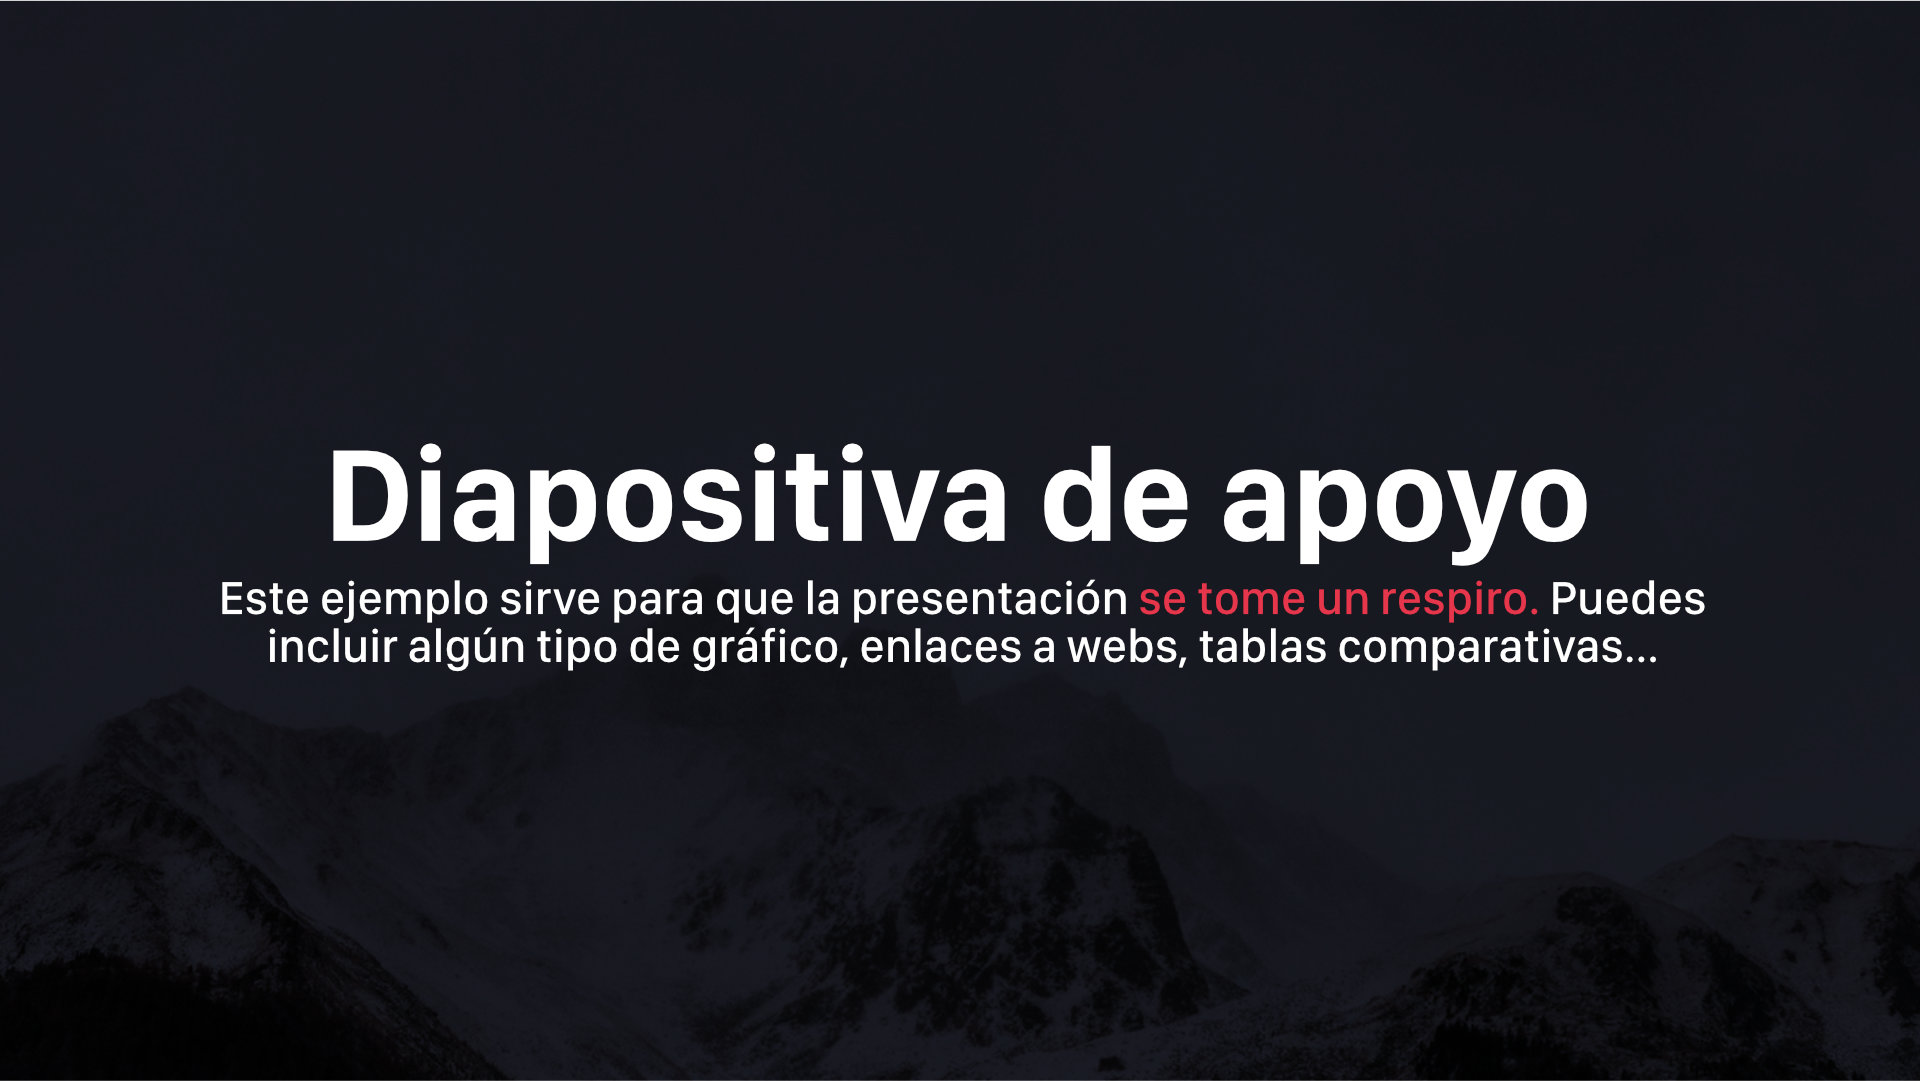 Diapositiva de apoyo
Este ejemplo sirve para que la presentación se tome un respiro. Puedes
incluir algún tipo de gráfico, enlaces a webs, tablas comparativas...